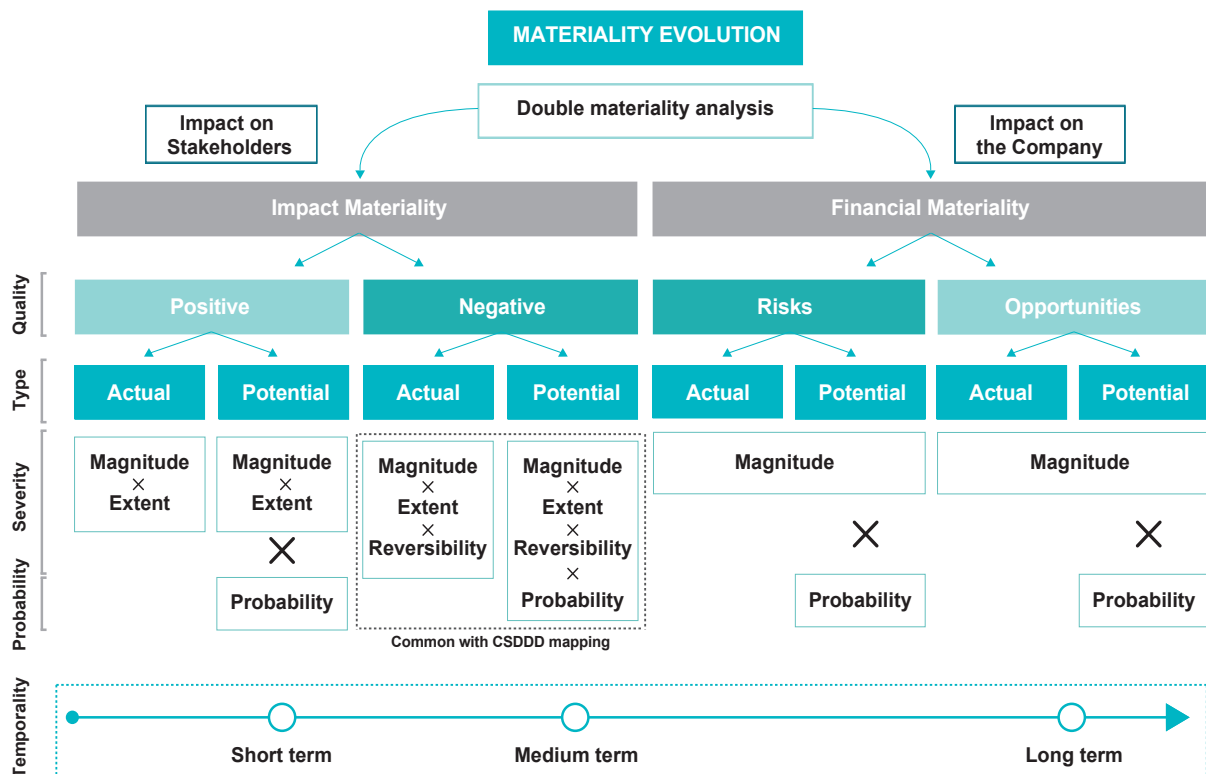 MATERIALITY EVOLUTION
Double materiality analysis
Impact on
Stakeholders
Impact on
the Company
Impact Materiality
Financial Materiality
Quality
Positive
Negative
Risks
Opportunities
Type
Actual
Potential
Actual
Potential
Actual
Potential
Actual
Potential
Severity
Magnitude
×
Extent
Magnitude
×
Extent
×
Probability
Magnitude
×
Extent
×
Reversibility
Magnitude
×
Extent
×
Reversibility
×
Probability
Magnitude
×
Probability
Magnitude
×
Probability
Probability
Common with CSDDD mapping
Temporality
Short term
Medium term
Long term